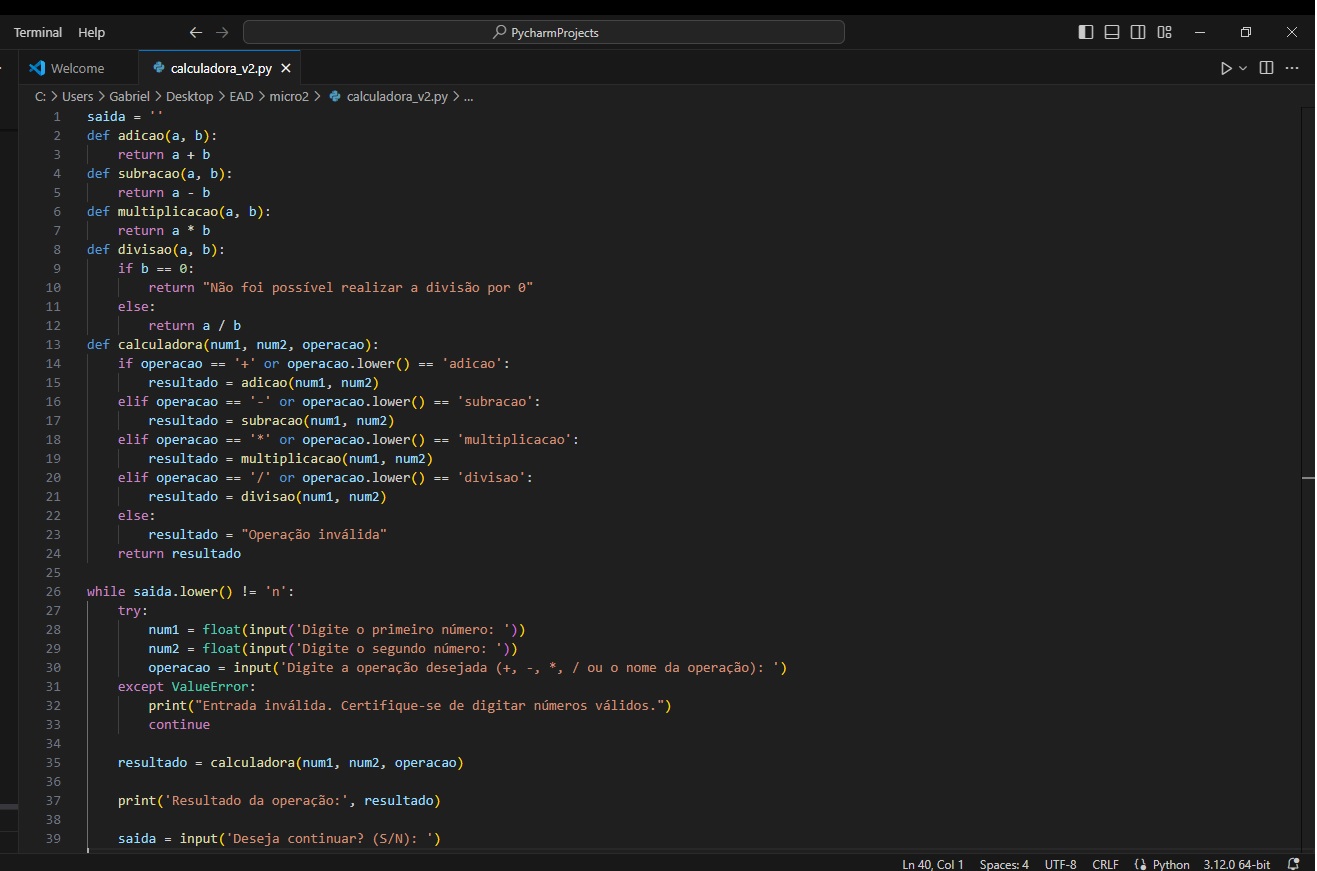 Terminal Help PycharmProjects
Welcome calculadora_v2.py
C: > Users > Gabriel > Desktop > EAD > micro2 > calculadora_v2.py > ...
1 saida = ''
2 def adicao(a, b):
3     return a + b
4 def subracao(a, b):
5     return a - b
6 def multiplicacao(a, b):
7     return a * b
8 def divisao(a, b):
9     if b == 0:
10         return "Não foi possível realizar a divisão por 0"
11     else:
12         return a / b
13 def calculadora(num1, num2, operacao):
14     if operacao == '+' or operacao.lower() == 'adicao':
15         resultado = adicao(num1, num2)
16     elif operacao == '-' or operacao.lower() == 'subracao':
17         resultado = subracao(num1, num2)
18     elif operacao == '*' or operacao.lower() == 'multiplicacao':
19         resultado = multiplicacao(num1, num2)
20     elif operacao == '/' or operacao.lower() == 'divisao':
21         resultado = divisao(num1, num2)
22     else:
23         resultado = "Operação inválida"
24     return resultado
25
26 while saida.lower() != 'n':
27     try:
28         num1 = float(input('Digite o primeiro número: '))
29         num2 = float(input('Digite o segundo número: '))
30         operacao = input('Digite a operação desejada (+, -, *, / ou o nome da operação): ')
31     except ValueError:
32         print("Entrada inválida. Certifique-se de digitar números válidos.")
33         continue
34
35     resultado = calculadora(num1, num2, operacao)
36
37     print('Resultado da operação:', resultado)
38
39     saida = input('Deseja continuar? (S/N): ')
Ln 40, Col 1 Spaces: 4 UTF-8 CRLF Python 3.12.0 64-bit